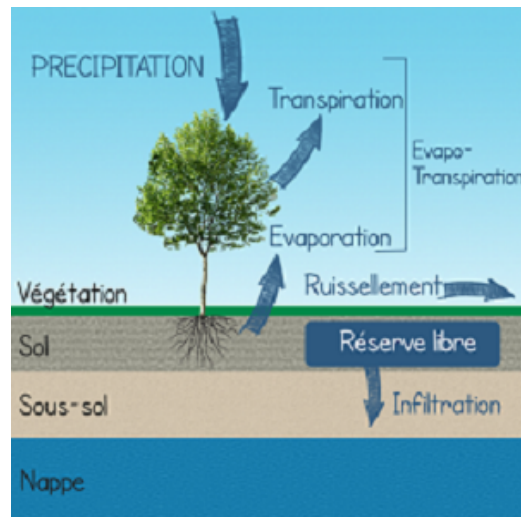 PRECIPITATION
Transpiration
Evapo-
Transpiration
Evaporation
Végétation
Ruissellement
Sol
Réserve libre
Sous-sol
Infiltration
Nappe